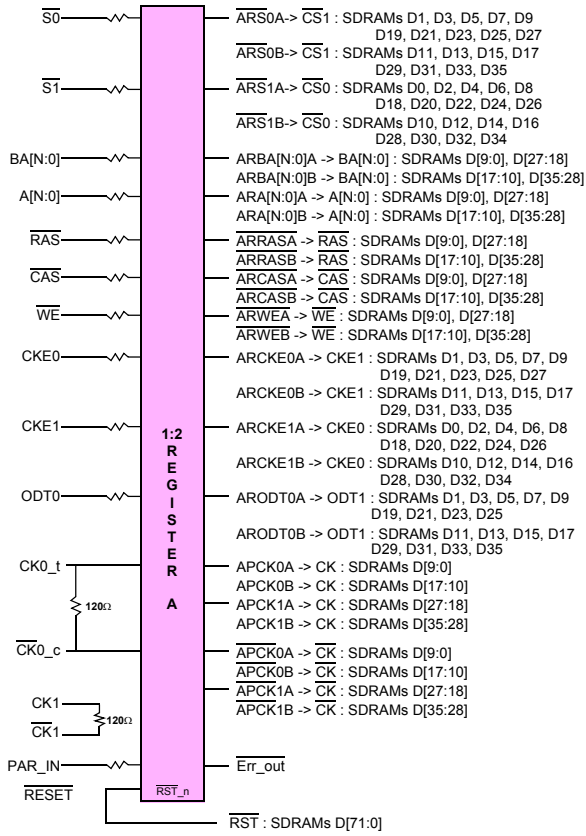 S0
ARS0A-> CS1 : SDRAMs D1, D3, D5, D7, D9
D19, D21, D23, D25, D27
ARS0B-> CS1 : SDRAMs D11, D13, D15, D17
D29, D31, D33, D35
S1
ARS1A-> CS0 : SDRAMs D0, D2, D4, D6, D8
D18, D20, D22, D24, D26
ARS1B-> CS0 : SDRAMs D10, D12, D14, D16
D28, D30, D32, D34
BA[N:0]
ARBA[N:0]A -> BA[N:0] : SDRAMs D[9:0], D[27:18]
ARBA[N:0]B -> BA[N:0] : SDRAMs D[17:10], D[35:28]
A[N:0]
ARA[N:0]A -> A[N:0] : SDRAMs D[9:0], D[27:18]
ARA[N:0]B -> A[N:0] : SDRAMs D[17:10], D[35:28]
RAS
ARRASA -> RAS : SDRAMs D[9:0], D[27:18]
ARRASB -> RAS : SDRAMs D[17:10], D[35:28]
CAS
ARCASA -> CAS : SDRAMs D[9:0], D[27:18]
ARCASB -> CAS : SDRAMs D[17:10], D[35:28]
WE
ARWEA -> WE : SDRAMs D[9:0], D[27:18]
ARWEB -> WE : SDRAMs D[17:10], D[35:28]
CKE0
ARCKE0A -> CKE1 : SDRAMs D1, D3, D5, D7, D9
D19, D21, D23, D25, D27
ARCKE0B -> CKE1 : SDRAMs D11, D13, D15, D17
D29, D31, D33, D35
CKE1
ARCKE1A -> CKE0 : SDRAMs D0, D2, D4, D6, D8
D18, D20, D22, D24, D26
ARCKE1B -> CKE0 : SDRAMs D10, D12, D14, D16
D28, D30, D32, D34
ODT0
ARODT0A -> ODT1 : SDRAMs D1, D3, D5, D7, D9
D19, D21, D23, D25
ARODT0B -> ODT1 : SDRAMs D11, D13, D15, D17
D29, D31, D33, D35
1:2
R
E
G
I
S
T
E
R
A
CK0_t
120Ω
CK0_c
APCK0A -> CK : SDRAMs D[9:0]
APCK0B -> CK : SDRAMs D[17:10]
APCK1A -> CK : SDRAMs D[27:18]
APCK1B -> CK : SDRAMs D[35:28]
APCK0A -> CK : SDRAMs D[9:0]
APCK0B -> CK : SDRAMs D[17:10]
APCK1A -> CK : SDRAMs D[27:18]
APCK1B -> CK : SDRAMs D[35:28]
CK1
120Ω
CK1
PAR_IN
Err_out
RESET
RST_n
RST : SDRAMs D[71:0]